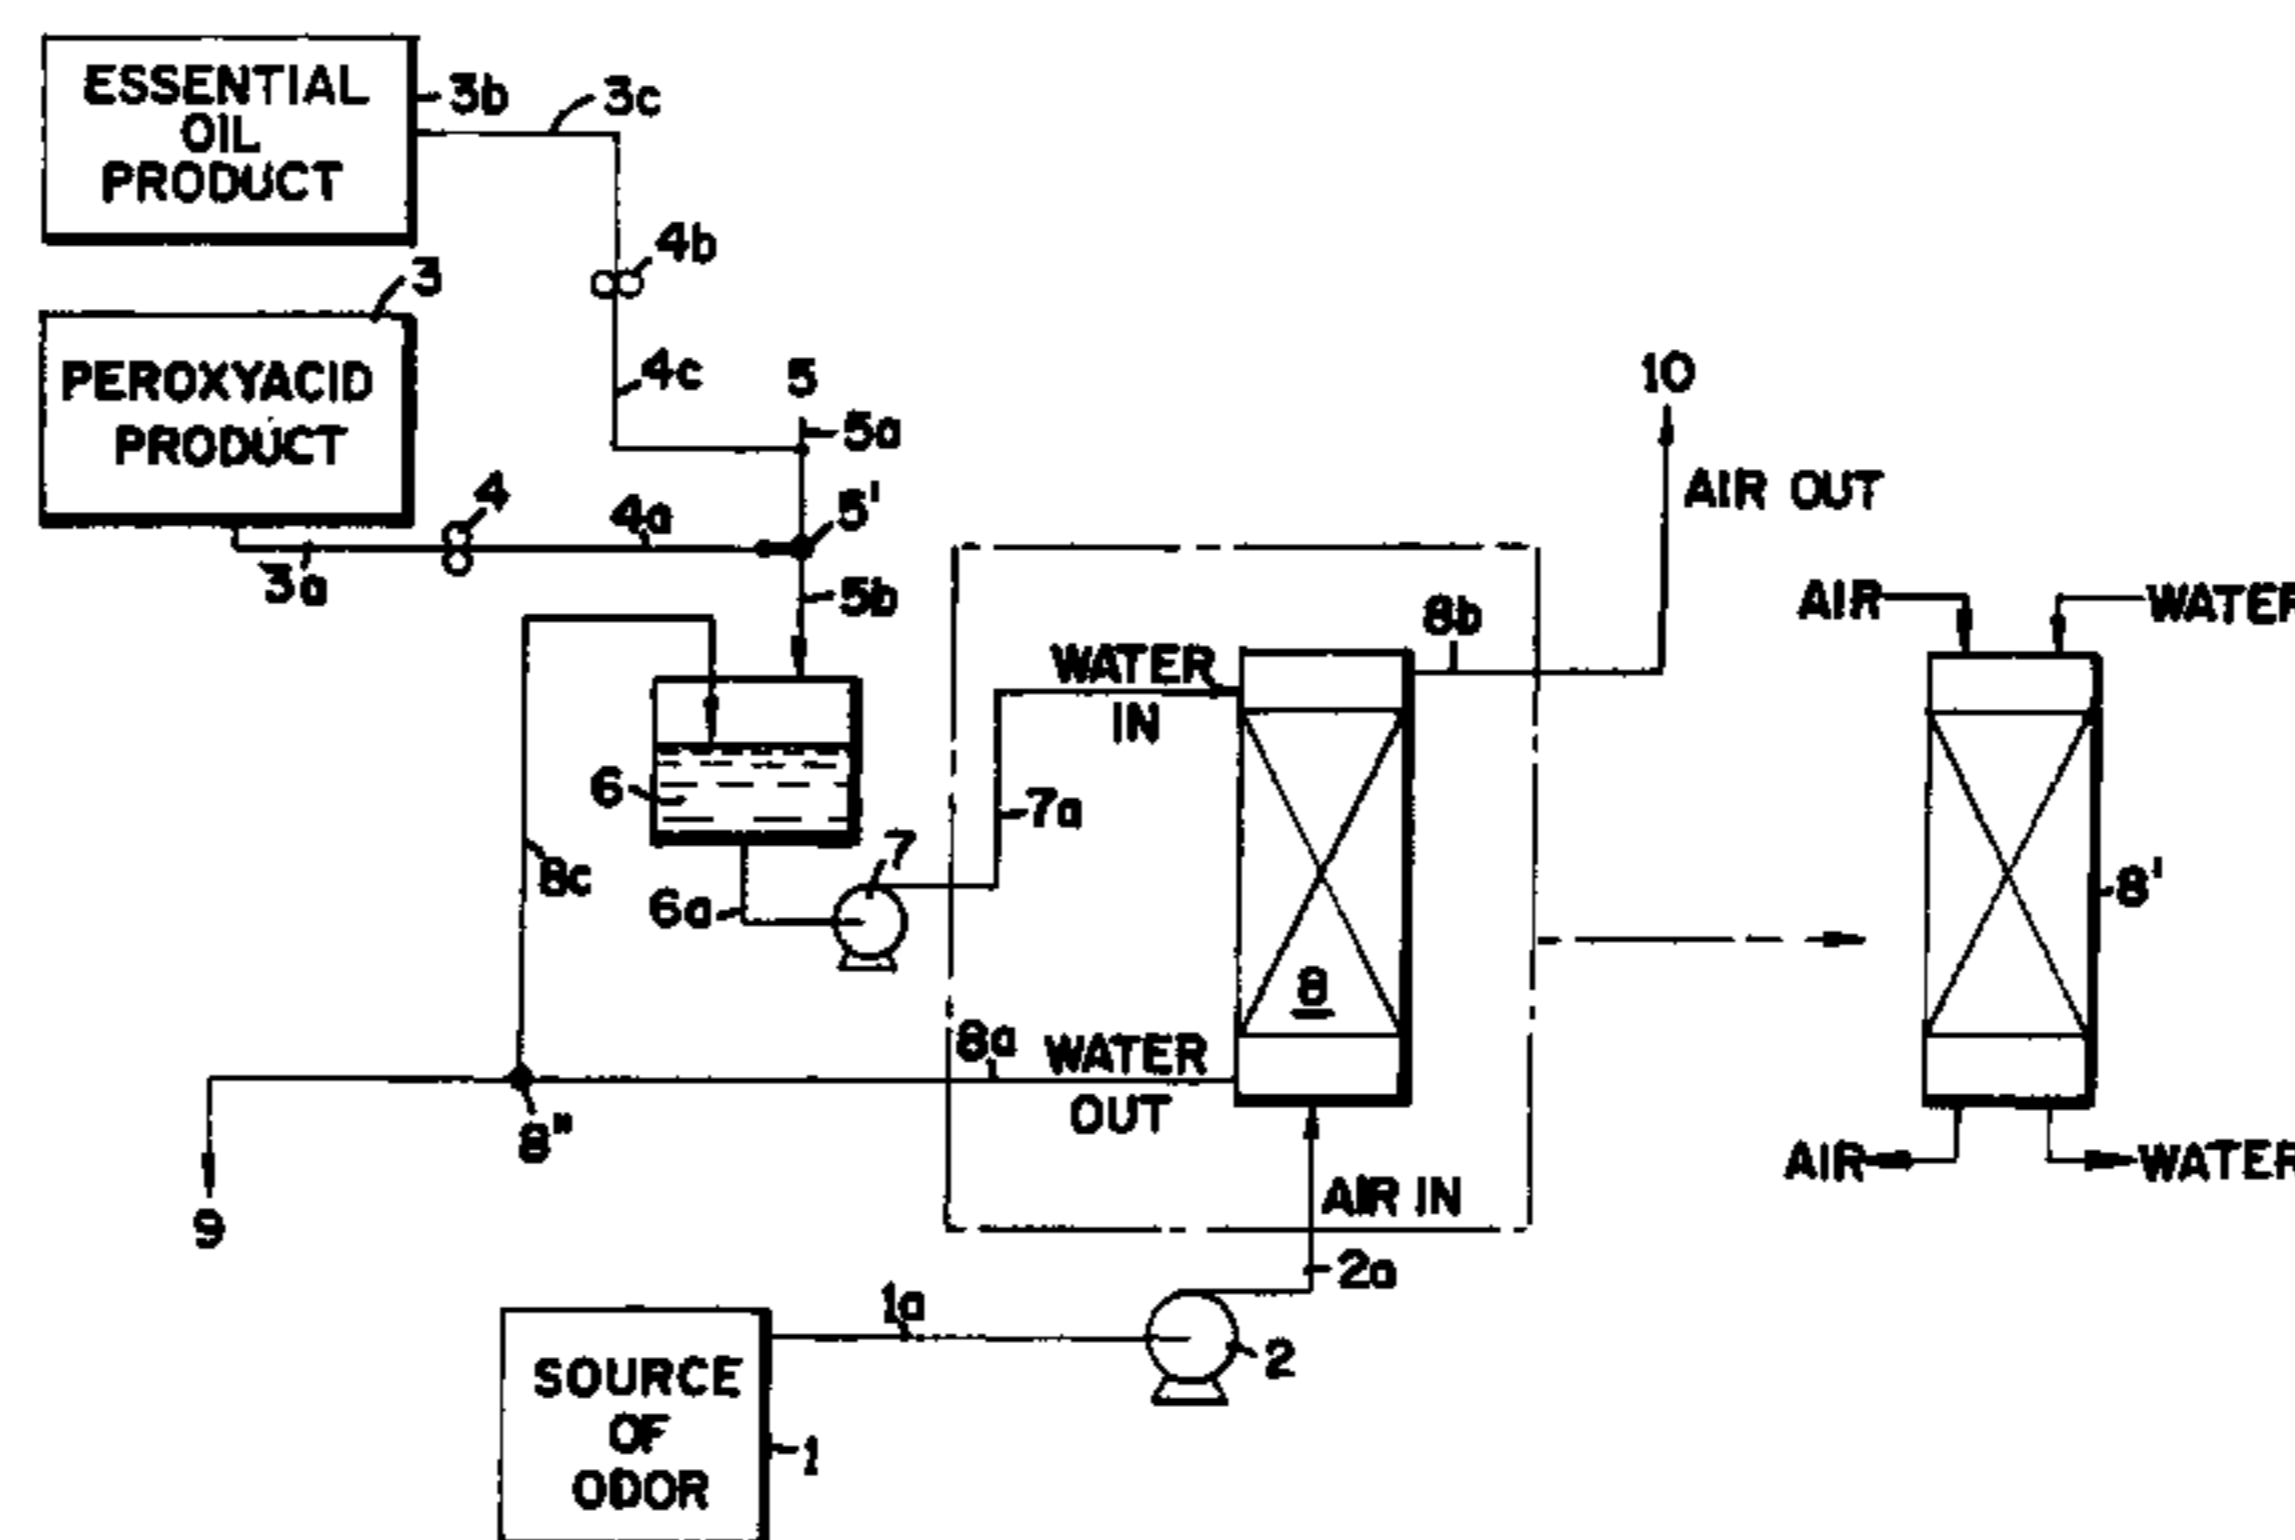 ESSENTIAL
OIL
PRODUCT
3b
3c
4b
3
PEROXYACID
PRODUCT
4c
5
5a
10
AIR OUT
4
4a
5'
3a
5b
8b
AIR
WATER
WATER
IN
6
7a
7
8c
6a
8'
8
8a
WATER
OUT
8"
AIR
WATER
AIR IN
9
2a
1a
2
SOURCE
OF
ODOR
1